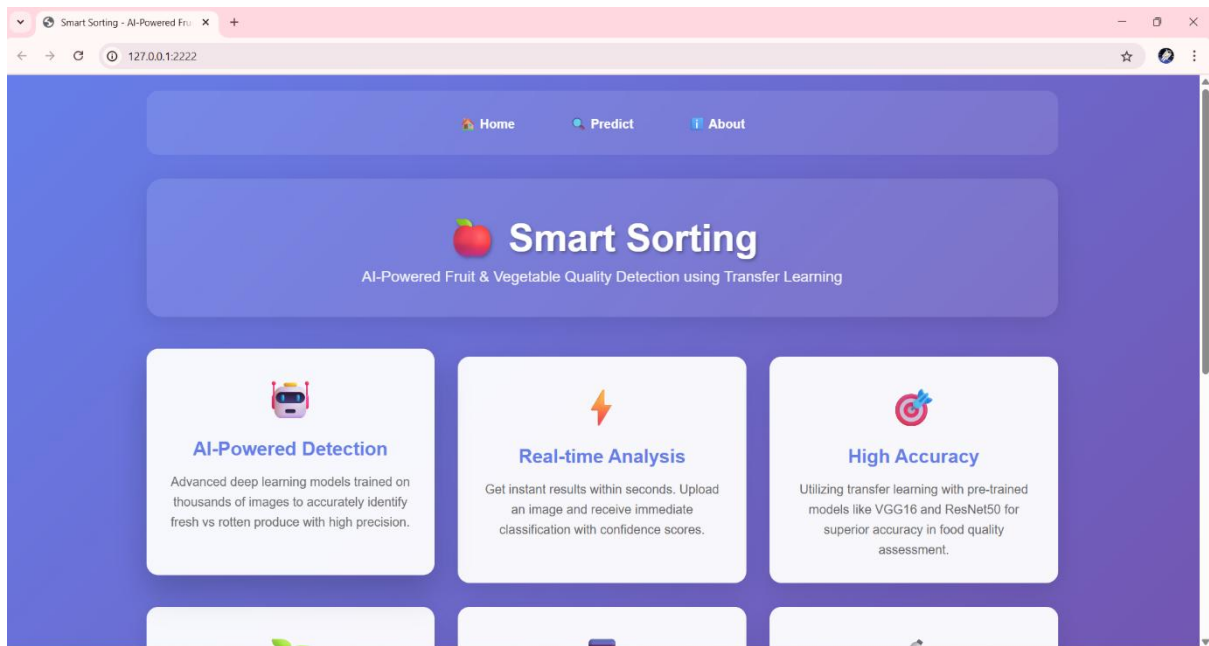 Smart Sorting - AI-Powered Fru
127.0.0.1:2222
Home Predict i About
Smart Sorting
AI-Powered Fruit & Vegetable Quality Detection using Transfer Learning
AI-Powered Detection
Advanced deep learning models trained on
thousands of images to accurately identify
fresh vs rotten produce with high precision.
Real-time Analysis
Get instant results within seconds. Upload
an image and receive immediate
classification with confidence scores.
High Accuracy
Utilizing transfer learning with pre-trained
models like VGG16 and ResNet50 for
superior accuracy in food quality
assessment.